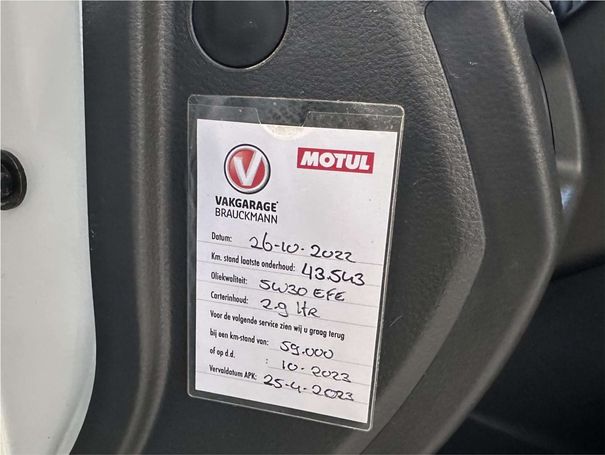 V
MOTUL
VAKGARAGE
BRAUCKMANN
Datum: 26-10-2022
Km. stand laatste onderhoud: 43.543
Oliekwaliteit: 5W30 EFE
Carterinhoud: 2.9 ltr
Voor de volgende service zien wij u graag terug
bij een km-stand van: 59.000
of op d.d. : 10-2023
Vervaldatum APK: 25-4-2023